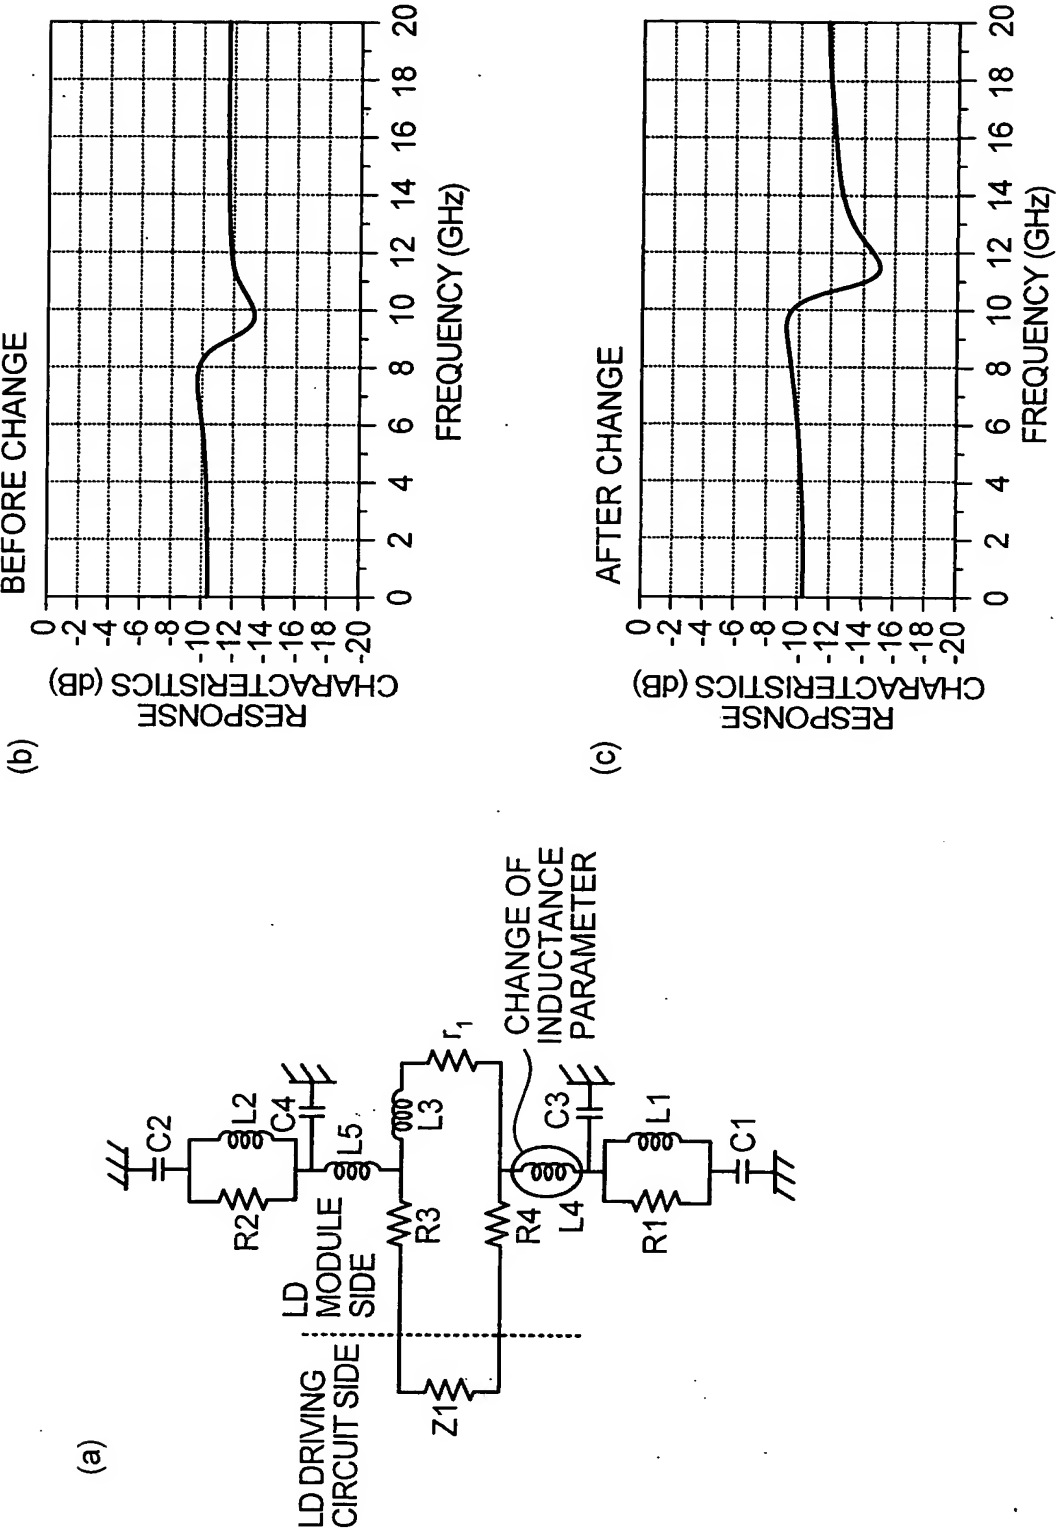 (a)
LD DRIVING
CIRCUIT SIDE
LD
MODULE
SIDE
Z1
R3
R4
R2
L2
C2
C4
L5
L3
r1
CHANGE OF
INDUCTANCE
PARAMETER
L4
C3
R1
L1
C1
(b)
BEFORE CHANGE
RESPONSE
CHARACTERISTICS (dB)
0
-2
-4
-6
-8
-10
-12
-14
-16
-18
-20
0 2 4 6 8 10 12 14 16 18 20
FREQUENCY (GHz)
(c)
AFTER CHANGE
RESPONSE
CHARACTERISTICS (dB)
0
-2
-4
-6
-8
-10
-12
-14
-16
-18
-20
0 2 4 6 8 10 12 14 16 18 20
FREQUENCY (GHz)